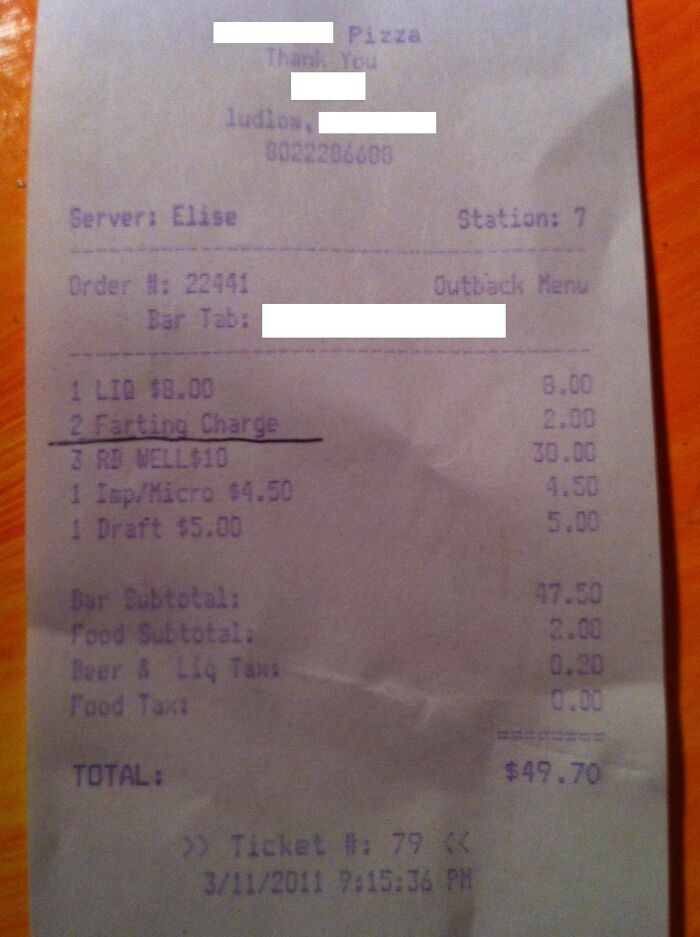 Pizza
Thank You
ludlow,
8022286608
Server: Elise Station: 7
Order #: 22441 Outback Menu
Bar Tab:
1 LIQ $8.00 8.00
2 Farting Charge 2.00
3 RB WELL$10 30.00
1 Imp/Micro $4.50 4.50
1 Draft $5.00 5.00
Bar Subtotal: 47.50
Food Subtotal: 2.00
Beer & Liq Tax: 0.20
Food Tax: 0.00
========
TOTAL: $49.70
>> Ticket #: 79 <<
3/11/2011 9:15:36 PM